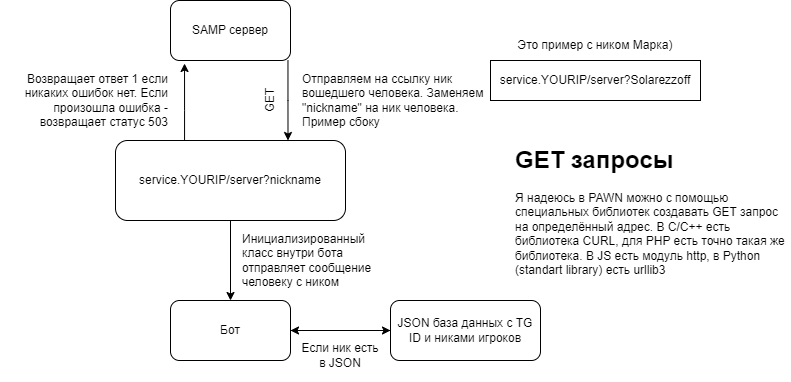 SAMP сервер
Это пример с ником Марка)
service.YOURIP/server?Solarezzoff
Возвращает ответ 1 если
никаких ошибок нет. Если
произошла ошибка -
возвращает статус 503
GET
Отправляем на ссылку ник
вошедшего человека. Заменяем
"nickname" на ник человека.
Пример сбоку
service.YOURIP/server?nickname
GET запросы
Я надеюсь в PAWN можно с помощью
специальных библиотек создавать GET запрос
на определённый адрес. В C/C++ есть
библиотека CURL, для PHP есть точно такая же
библиотека. В JS есть модуль http, в Python
(standart library) есть urllib3
Инициализированный
класс внутри бота
отправляет сообщение
человеку с ником
Бот
JSON база данных с TG
ID и никами игроков
Если ник есть
в JSON